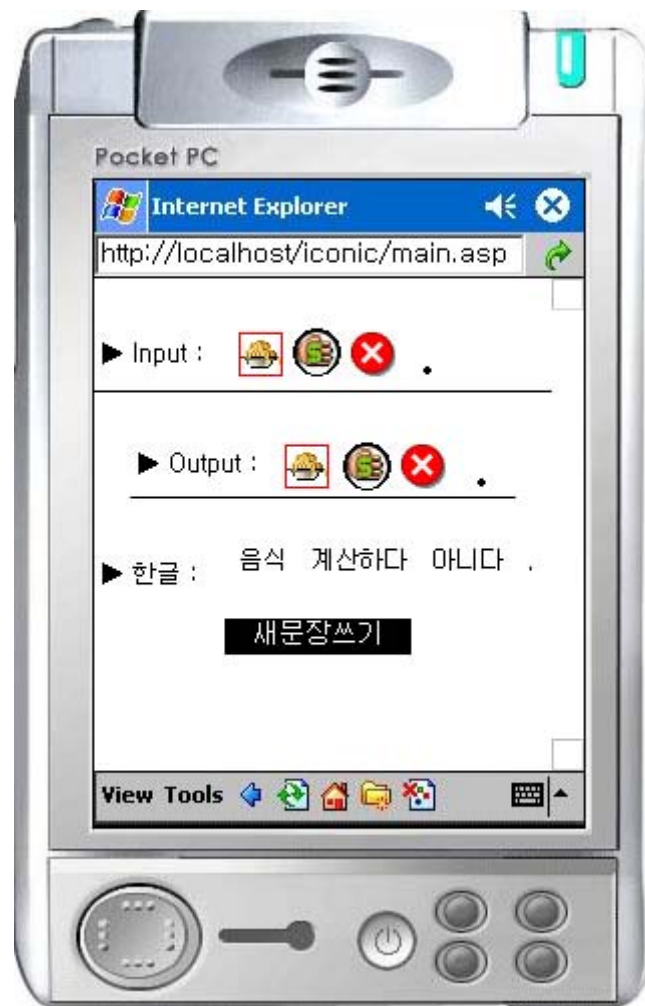 Pocket PC
Internet Explorer
http://localhost/iconic/main.asp
▶ Input : .
▶ Output : .
▶ 한글 : 음식 계산하다 아니다 .
새문장쓰기
View Tools